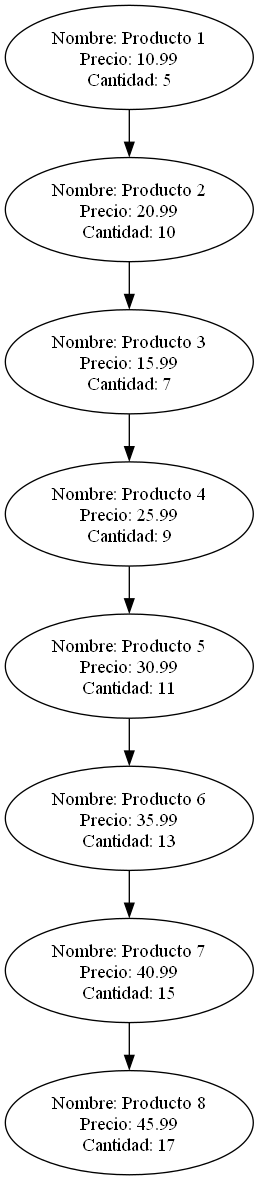 Nombre: Producto 1
Precio: 10.99
Cantidad: 5
Nombre: Producto 2
Precio: 20.99
Cantidad: 10
Nombre: Producto 3
Precio: 15.99
Cantidad: 7
Nombre: Producto 4
Precio: 25.99
Cantidad: 9
Nombre: Producto 5
Precio: 30.99
Cantidad: 11
Nombre: Producto 6
Precio: 35.99
Cantidad: 13
Nombre: Producto 7
Precio: 40.99
Cantidad: 15
Nombre: Producto 8
Precio: 45.99
Cantidad: 17